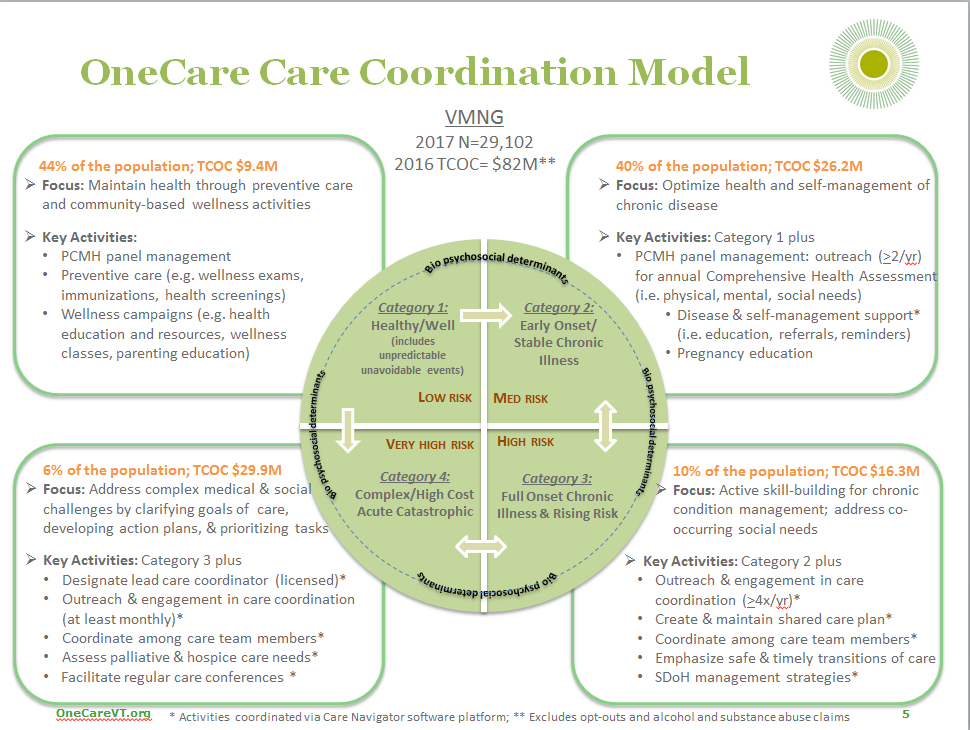 OneCare Care Coordination Model
VMNG
2017 N=29,102
2016 TCOC= $82M**
44% of the population; TCOC $9.4M
➢ Focus: Maintain health through preventive care
and community-based wellness activities
➢ Key Activities:
• PCMH panel management
• Preventive care (e.g. wellness exams,
immunizations, health screenings)
• Wellness campaigns (e.g. health
education and resources, wellness
classes, parenting education)
40% of the population; TCOC $26.2M
➢ Focus: Optimize health and self-management of
chronic disease
➢ Key Activities: Category 1 plus
• PCMH panel management: outreach (≥2/yr)
for annual Comprehensive Health Assessment
(i.e. physical, mental, social needs)
• Disease & self-management support*
(i.e. education, referrals, reminders)
• Pregnancy education
Bio psychosocial determinants
Category 1:
Healthy/Well
(includes
unpredictable
unavoidable events)
LOW RISK
Category 2:
Early Onset/
Stable Chronic
Illness
MED RISK
Bio psychosocial determinants
Bio psychosocial determinants
VERY HIGH RISK
Category 4:
Complex/High Cost
Acute Catastrophic
HIGH RISK
Category 3:
Full Onset Chronic
Illness & Rising Risk
Bio psychosocial determinants
6% of the population; TCOC $29.9M
➢ Focus: Address complex medical & social
challenges by clarifying goals of care,
developing action plans, & prioritizing tasks
➢ Key Activities: Category 3 plus
• Designate lead care coordinator (licensed)*
• Outreach & engagement in care coordination
(at least monthly)*
• Coordinate among care team members*
• Assess palliative & hospice care needs*
• Facilitate regular care conferences *
10% of the population; TCOC $16.3M
➢ Focus: Active skill-building for chronic
condition management; address co-
occurring social needs
➢ Key Activities: Category 2 plus
• Outreach & engagement in care
coordination (≥4x/yr)*
• Create & maintain shared care plan*
• Coordinate among care team members*
• Emphasize safe & timely transitions of care
• SDoH management strategies*
OneCareVT.org
* Activities coordinated via Care Navigator software platform; ** Excludes opt-outs and alcohol and substance abuse claims
5